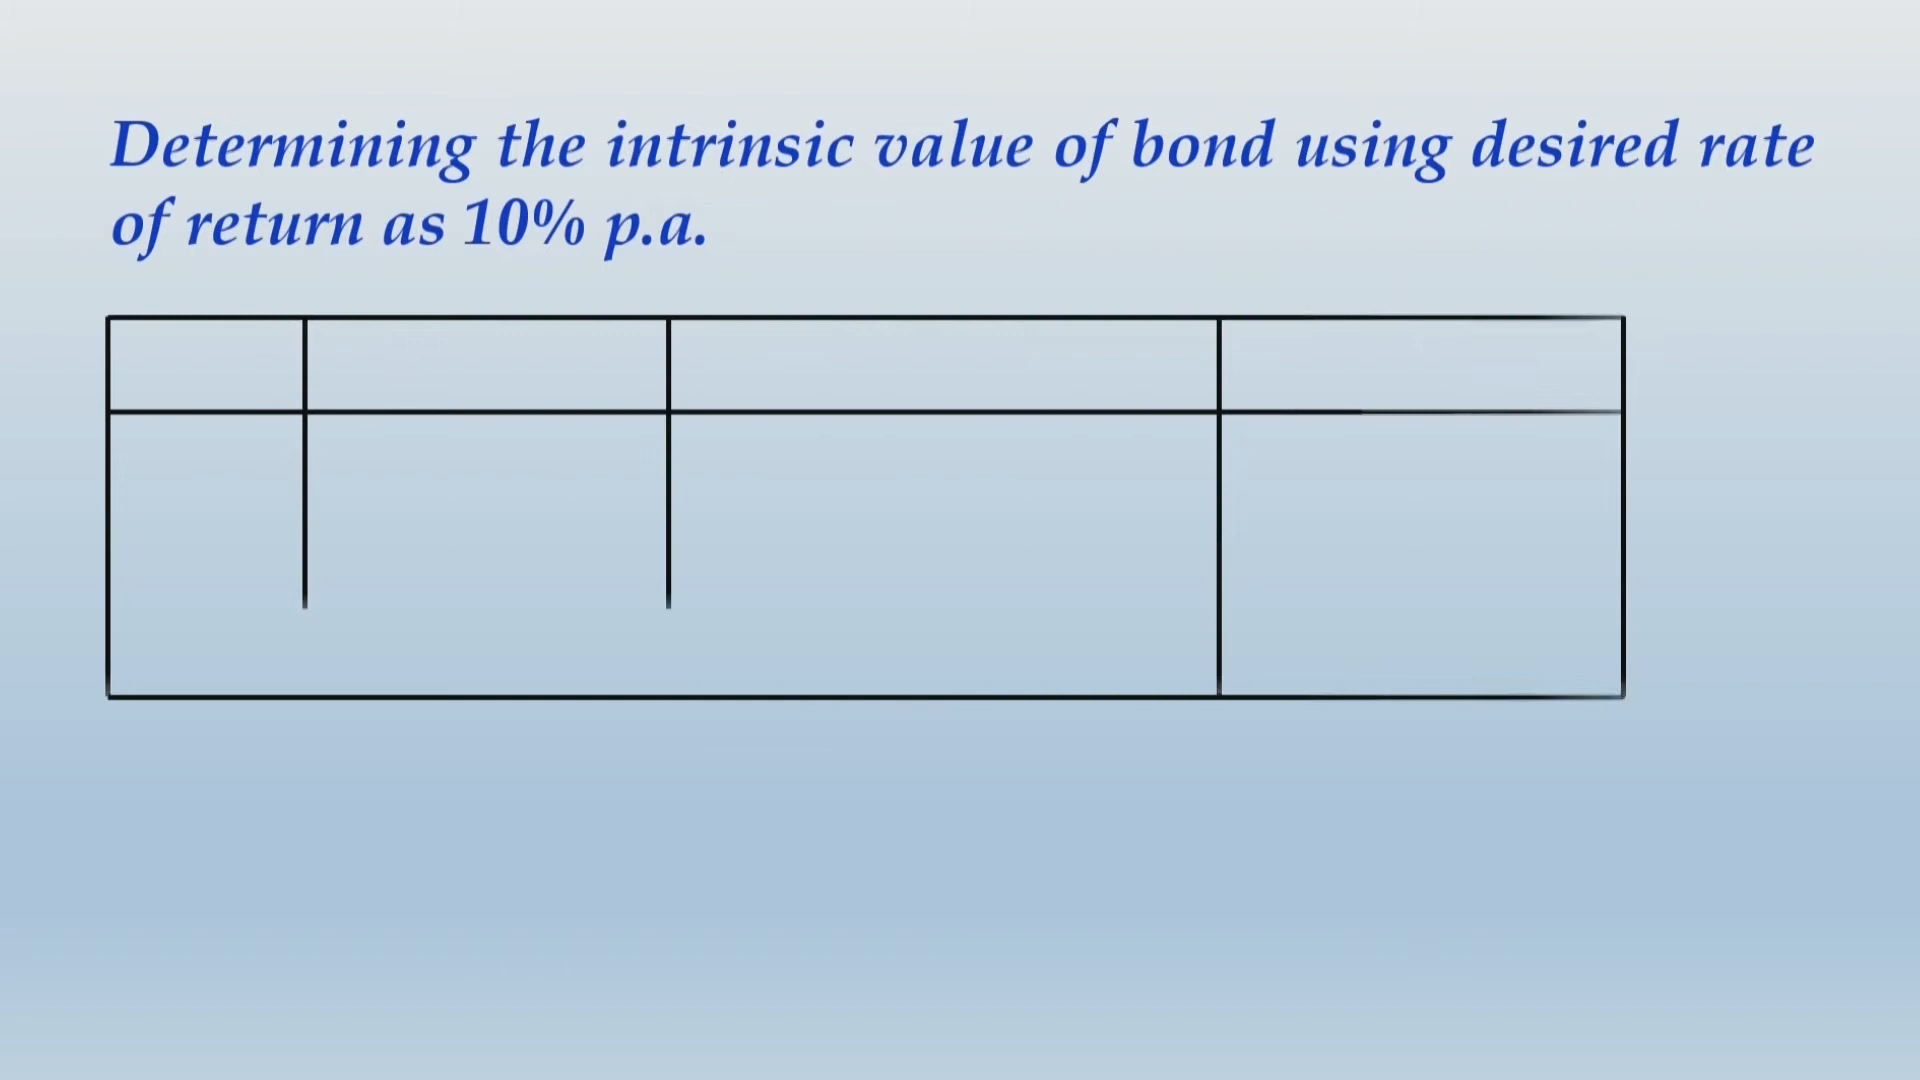 Determining the intrinsic value of bond using desired rate
of return as 10% p.a.